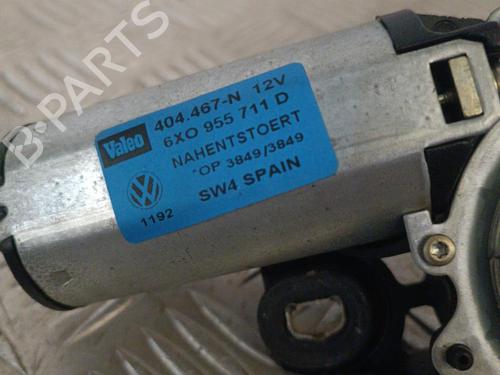 B-PARTS
Valeo 404.467-N 12V
6X0 955 711 D
NAHENTSTOERT
"OP 3849/3849
SW4 SPAIN
1192